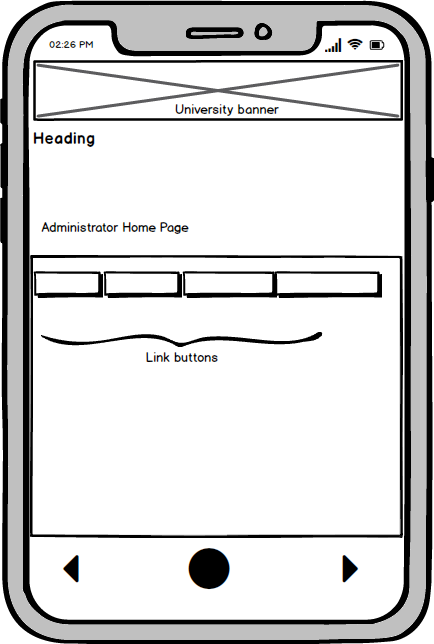 02:26 PM
University banner
Heading
Administrator Home Page
Link buttons